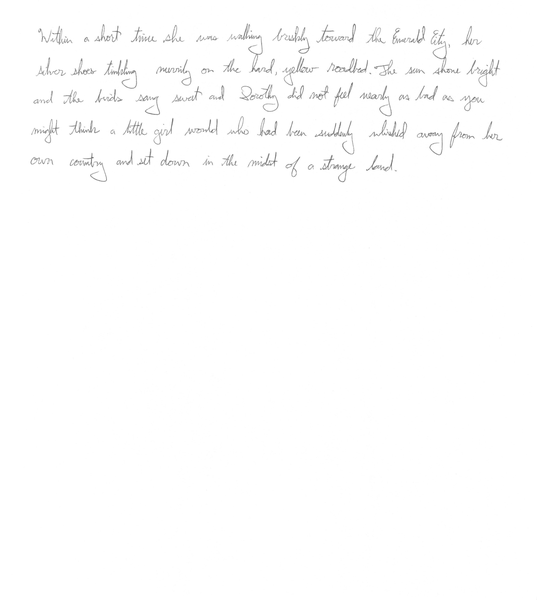 Within a short time she was walking briskly toward the Emerald City, her
silver shoes tinkling merrily on the hard, yellow roadbed. The sun shone bright
and the birds sang sweet and Dorothy did not feel nearly as bad as you
might think a little girl would who had been suddenly whisked away from her
own country and set down in the midst of a strange land.